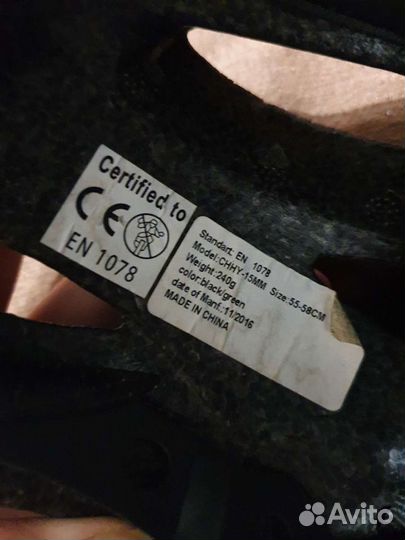 Certified to
CE
EN 1078
Standart: EN 1078
Model:CHHY-15MM Size:55-58CM
Weight:240g
color:black/green
date of Manf.:11/2016
MADE IN CHINA
Avito